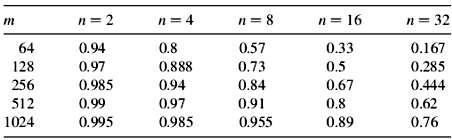 m n = 2 n = 4 n = 8 n = 16 n = 32
64 0.94 0.8 0.57 0.33 0.167
128 0.97 0.888 0.73 0.5 0.285
256 0.985 0.94 0.84 0.67 0.444
512 0.99 0.97 0.91 0.8 0.62
1024 0.995 0.985 0.955 0.89 0.76